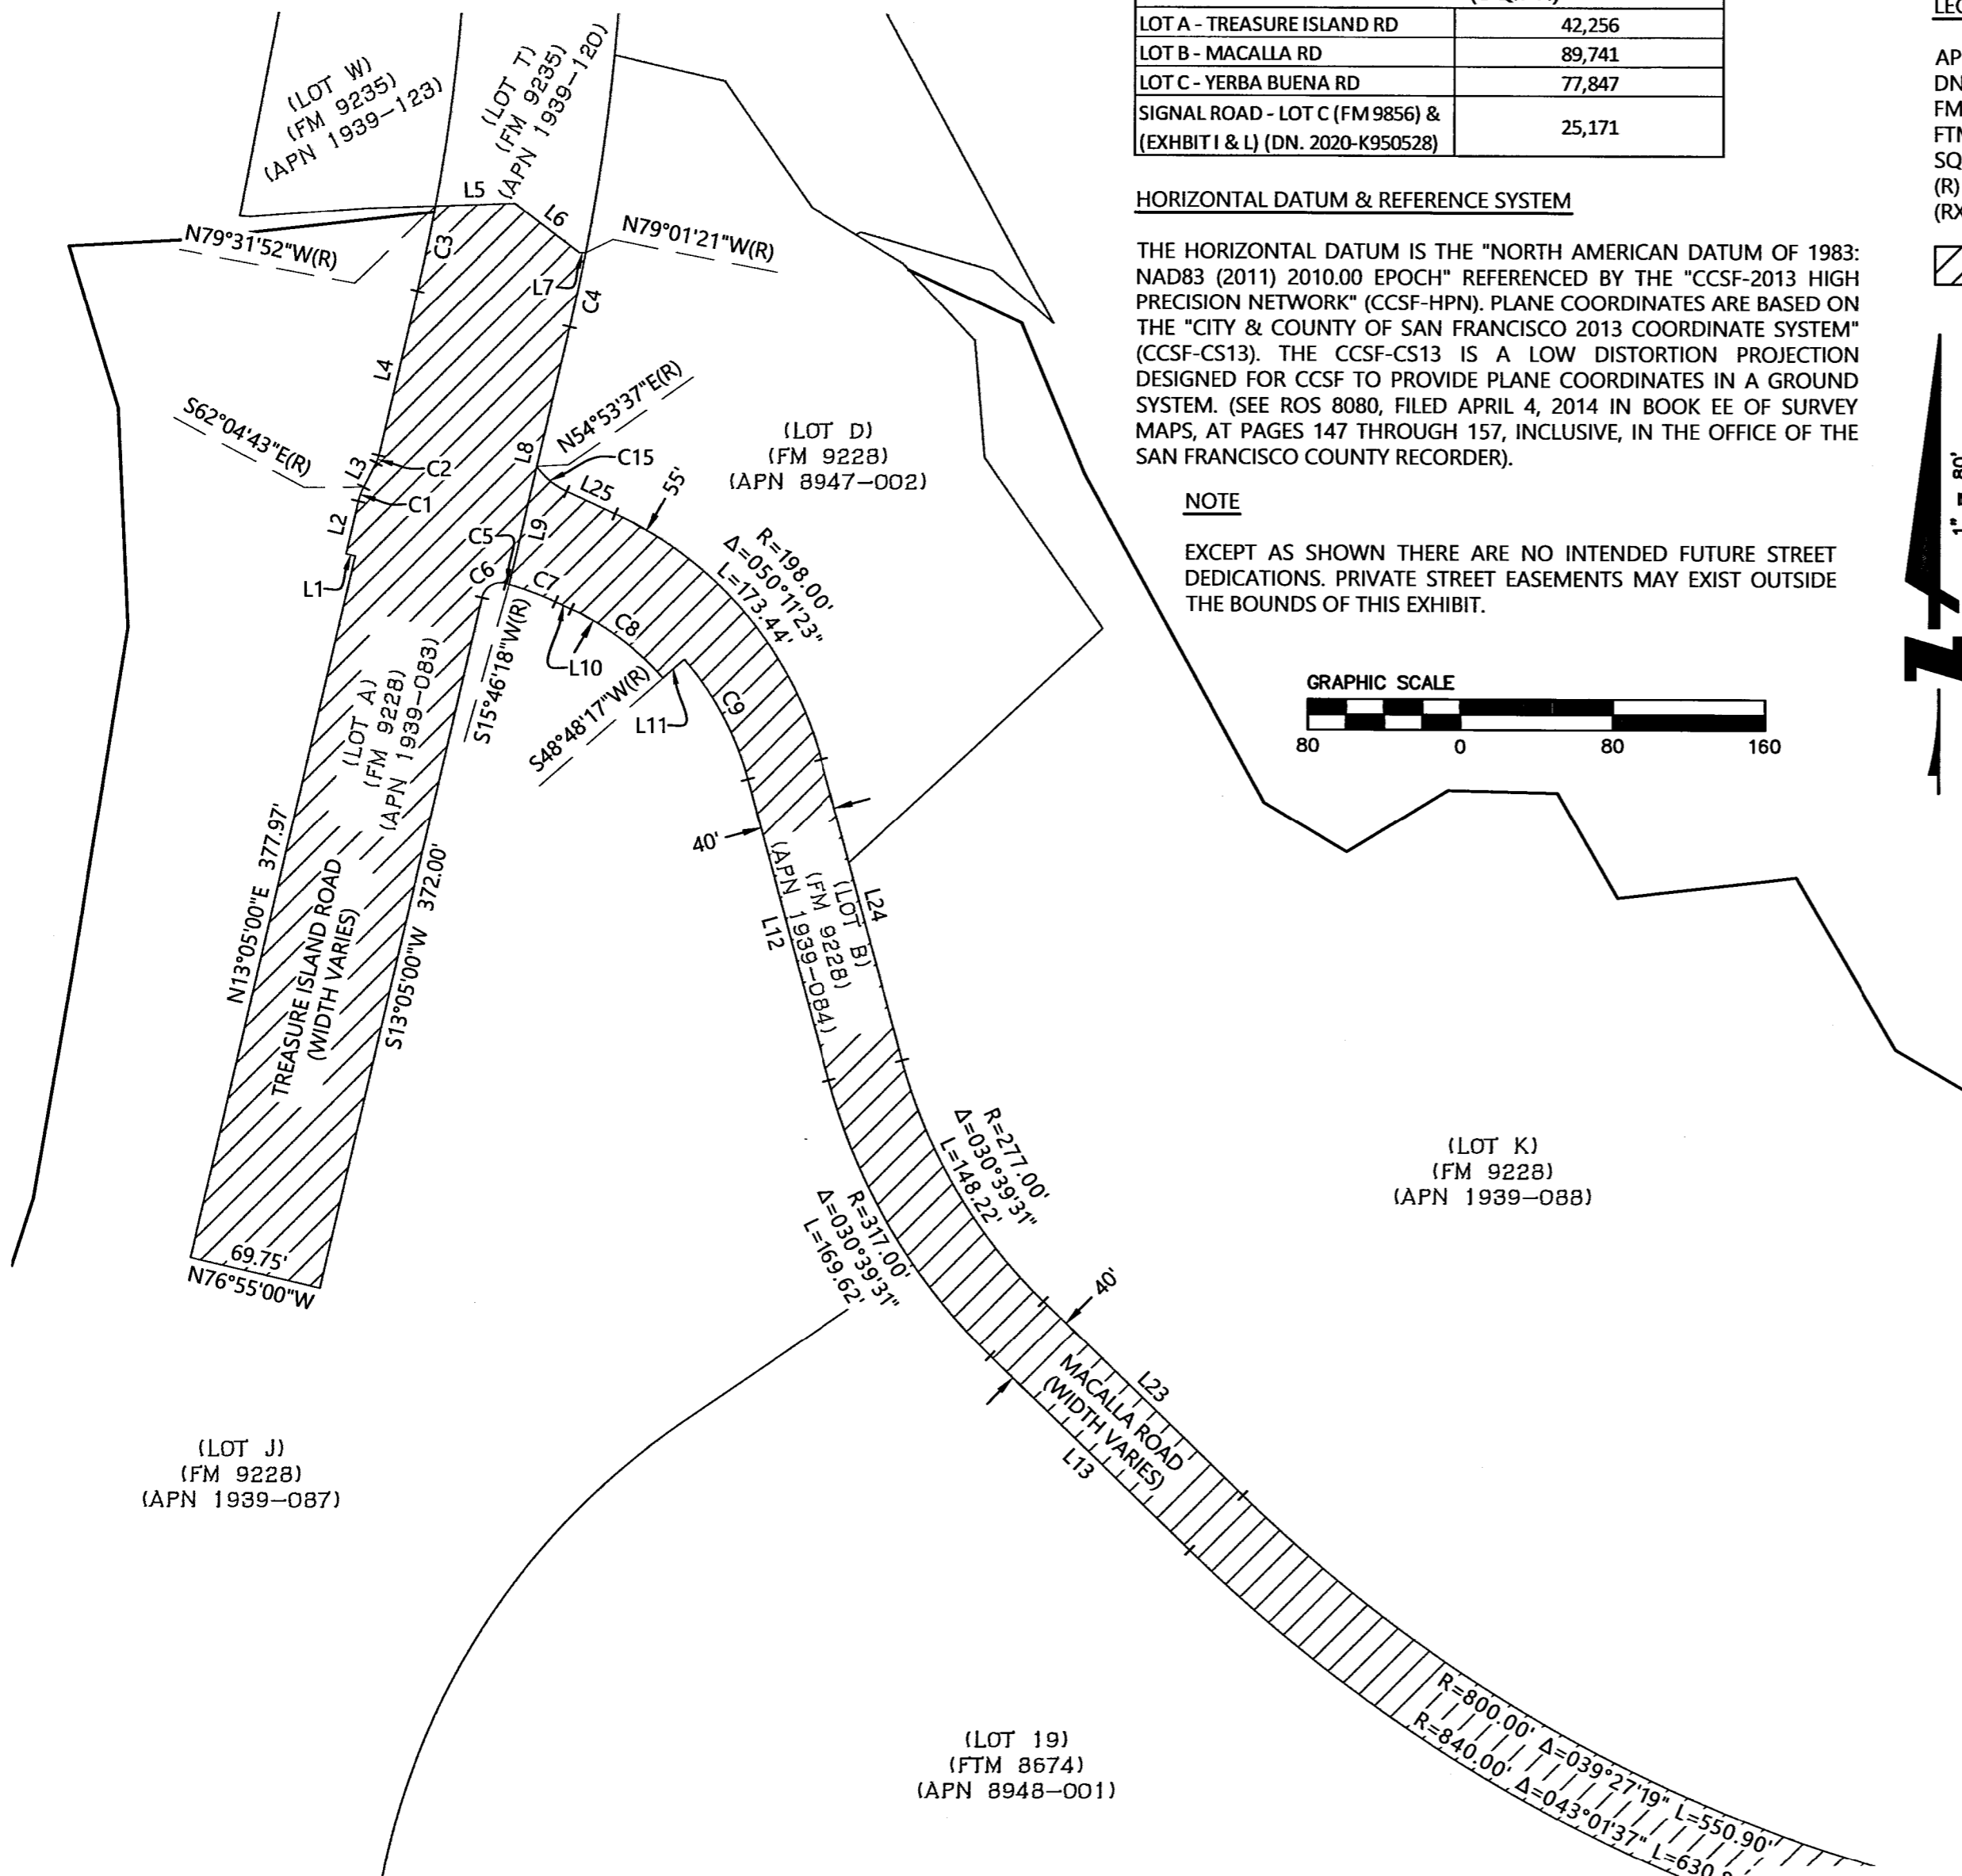 LOT A - TREASURE ISLAND RD 42,256
LOT B - MACALLA RD 89,741
LOT C - YERBA BUENA RD 77,847
SIGNAL ROAD - LOT C (FM 9856) &
(EXHBIT I & L) (DN. 2020-K950528) 25,171
HORIZONTAL DATUM & REFERENCE SYSTEM
THE HORIZONTAL DATUM IS THE "NORTH AMERICAN DATUM OF 1983:
NAD83 (2011) 2010.00 EPOCH" REFERENCED BY THE "CCSF-2013 HIGH
PRECISION NETWORK" (CCSF-HPN). PLANE COORDINATES ARE BASED ON
THE "CITY & COUNTY OF SAN FRANCISCO 2013 COORDINATE SYSTEM"
(CCSF-CS13). THE CCSF-CS13 IS A LOW DISTORTION PROJECTION
DESIGNED FOR CCSF TO PROVIDE PLANE COORDINATES IN A GROUND
SYSTEM. (SEE ROS 8080, FILED APRIL 4, 2014 IN BOOK EE OF SURVEY
MAPS, AT PAGES 147 THROUGH 157, INCLUSIVE, IN THE OFFICE OF THE
SAN FRANCISCO COUNTY RECORDER).
NOTE
EXCEPT AS SHOWN THERE ARE NO INTENDED FUTURE STREET
DEDICATIONS. PRIVATE STREET EASEMENTS MAY EXIST OUTSIDE
THE BOUNDS OF THIS EXHIBIT.
GRAPHIC SCALE
80 0 80 160
1" = 80'
(R)
(LOT W)
(FM 9235)
(APN 1939-123)
(LOT T)
(FM 9235)
(APN 1939-120)
L5
L6
N79°31'52"W(R)
N79°01'21"W(R)
C3
L7
C4
L4
S62°04'43"E(R)
N54°53'37"E(R)
L3
C2
C1
L8
C15
L25
55'
L2
L9
C5
L1
C6
C7
C8
L10
L11
C9
(LOT D)
(FM 9228)
(APN 8947-002)
R=198.00'
Δ=050°11'23"
L=173.44'
S15°46'18"W(R)
S48°48'17"W(R)
(LOT A)
(FM 9228)
(APN 1939-083)
40'
N13°05'00"E 377.97'
TREASURE ISLAND ROAD
(WIDTH VARIES)
S13°05'00"W 372.00'
69.75'
N76°55'00"W
(LOT B)
(FM 9228)
(APN 1939-084)
L24
L12
R=277.00'
Δ=030°39'31"
L=148.22'
R=317.00'
Δ=030°39'31"
L=169.62'
(LOT K)
(FM 9228)
(APN 1939-088)
40'
L23
MACALLA ROAD
(WIDTH VARIES)
L13
(LOT J)
(FM 9228)
(APN 1939-087)
(LOT 19)
(FTM 8674)
(APN 8948-001)
R=800.00' Δ=039°27'19" L=550.90'
R=840.00' Δ=043°01'37"